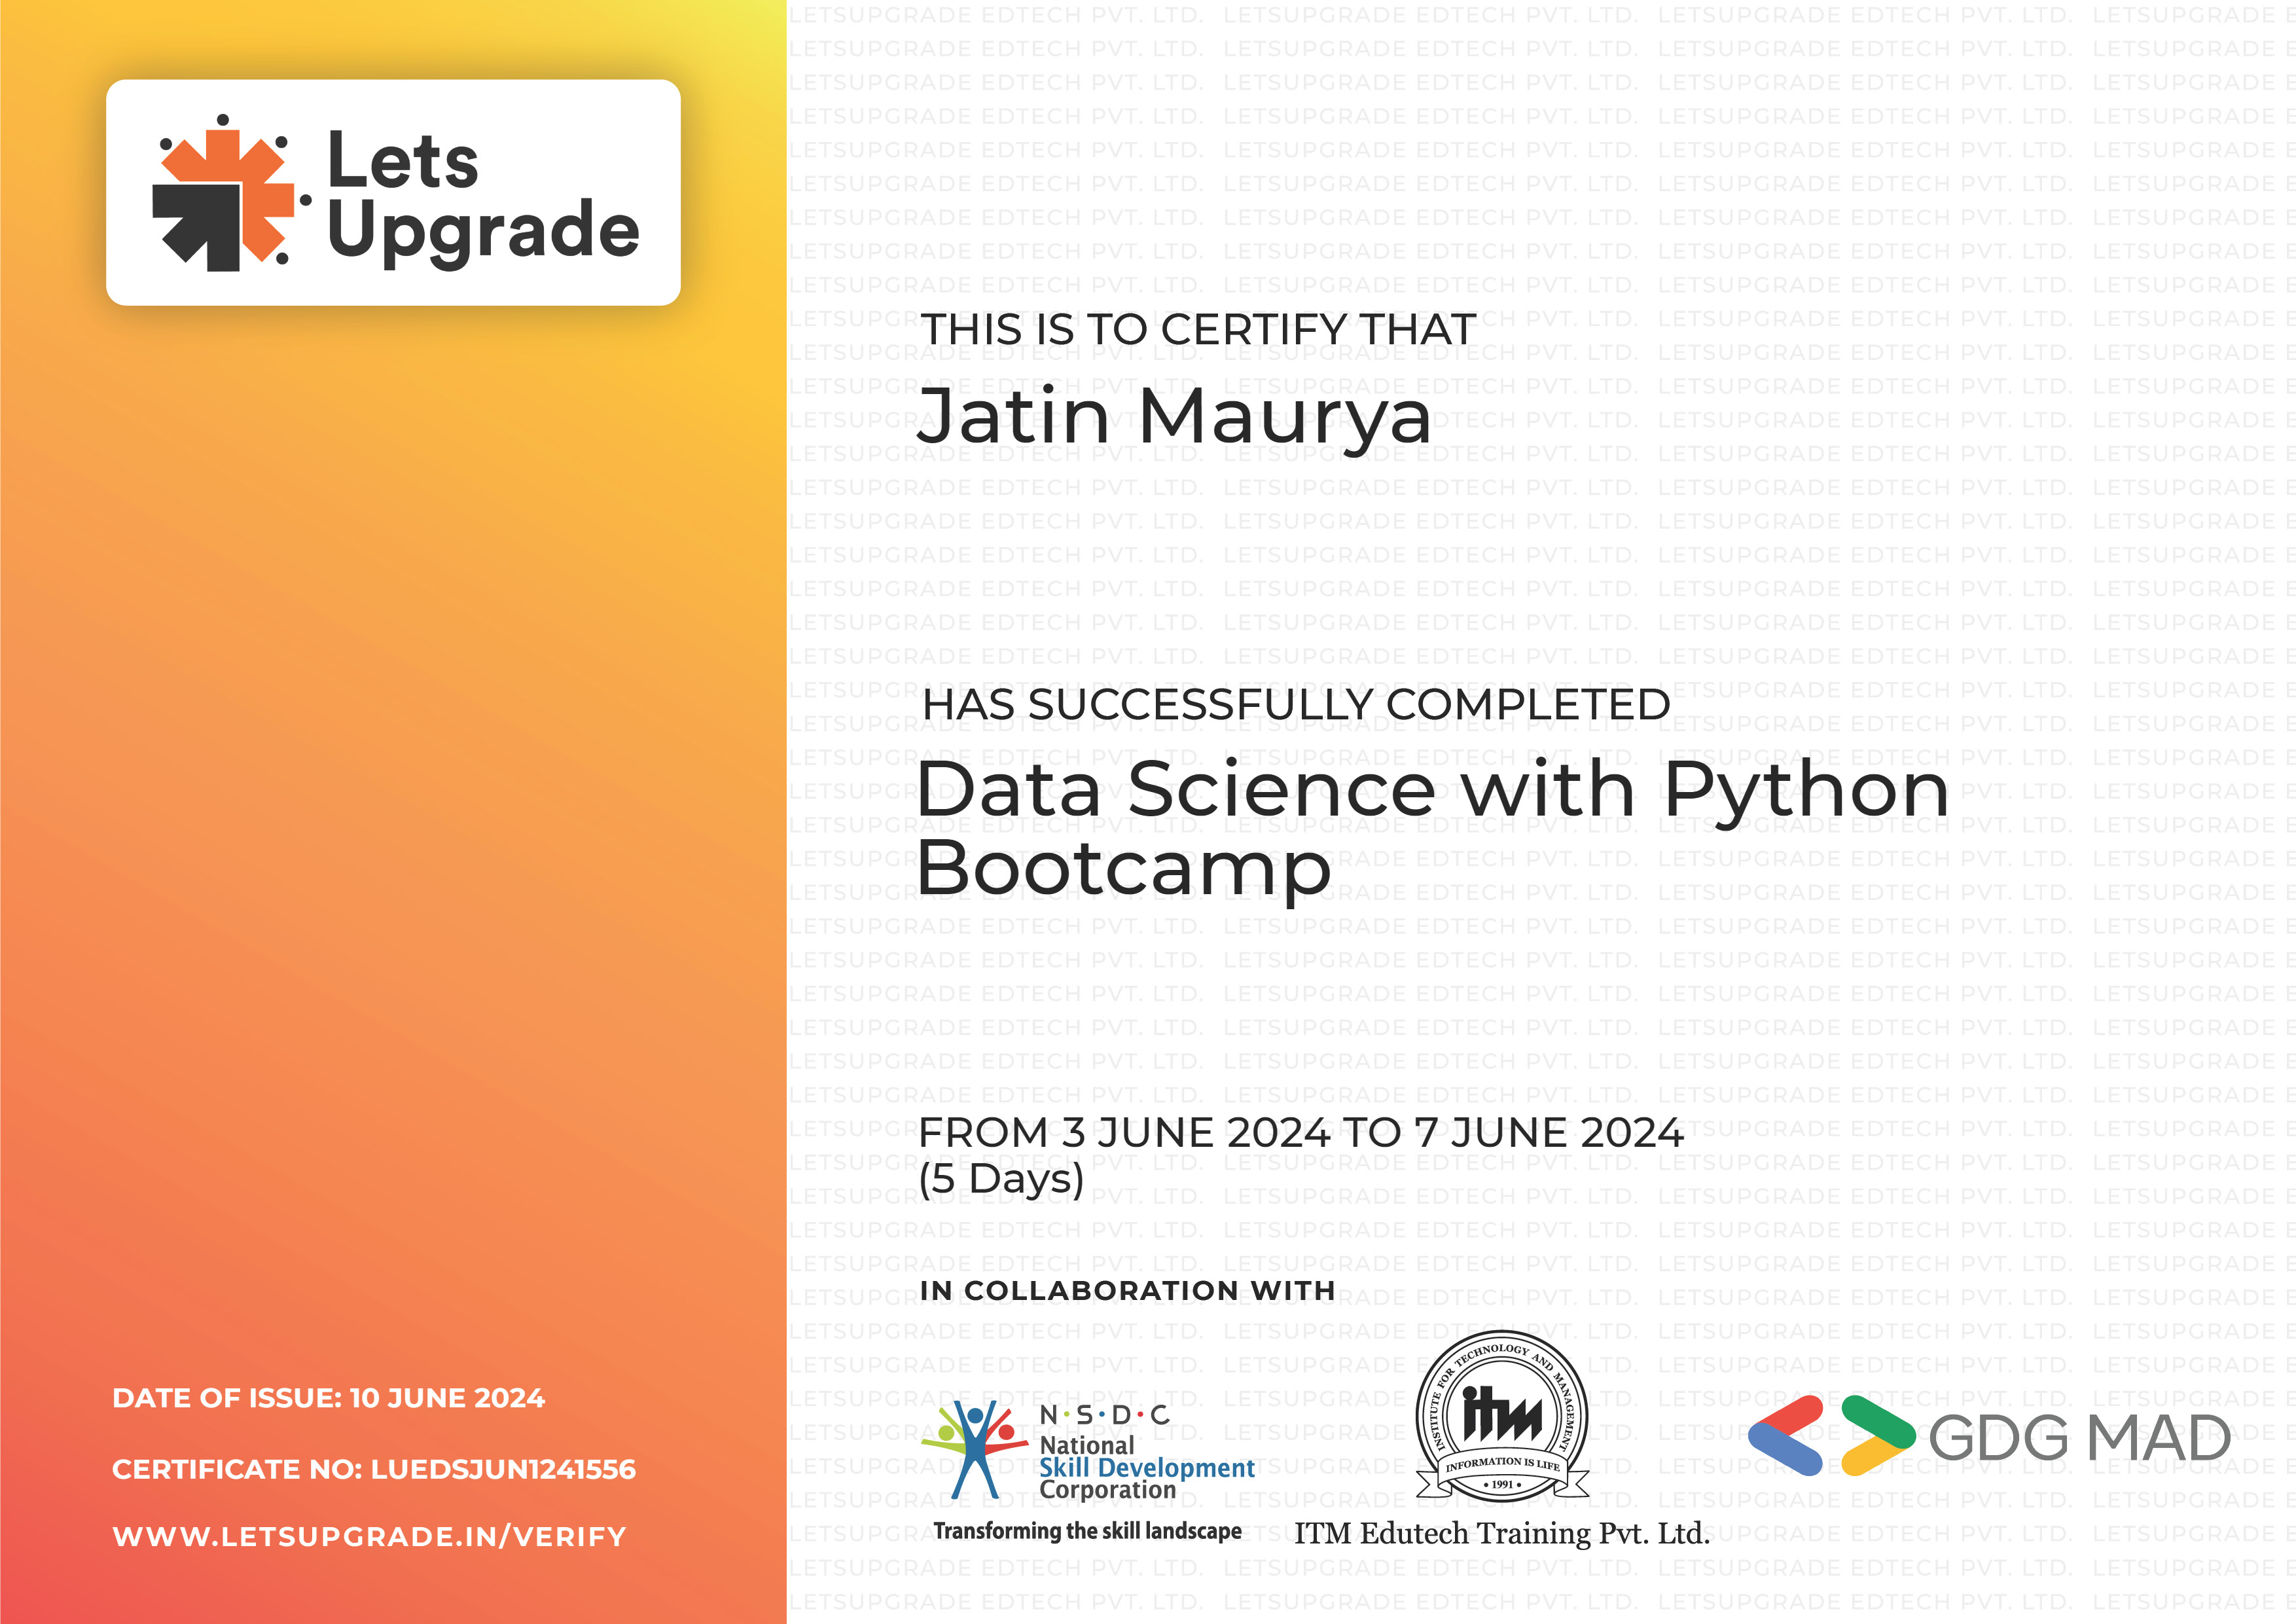 Lets
Upgrade
THIS IS TO CERTIFY THAT
Jatin Maurya
HAS SUCCESSFULLY COMPLETED
Data Science with Python
Bootcamp
FROM 3 JUNE 2024 TO 7 JUNE 2024
(5 Days)
IN COLLABORATION WITH
N·S·D·C
National
Skill Development
Corporation
Transforming the skill landscape
INSTITUTE FOR TECHNOLOGY AND MANAGEMENT
itm
INFORMATION IS LIFE
• 1991 •
ITM Edutech Training Pvt. Ltd.
GDG MAD
DATE OF ISSUE: 10 JUNE 2024
CERTIFICATE NO: LUEDSJUN1241556
WWW.LETSUPGRADE.IN/VERIFY
LETSUPGRADE EDTECH PVT. LTD.